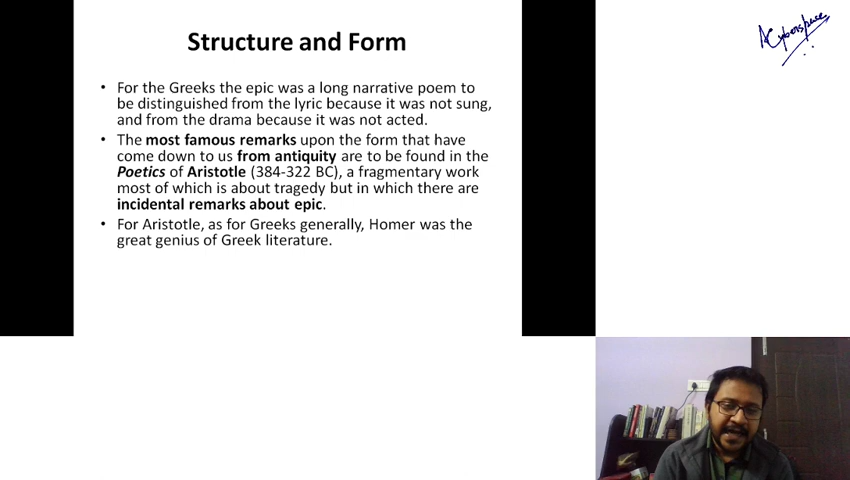 Structure and Form
• For the Greeks the epic was a long narrative poem to
be distinguished from the lyric because it was not sung,
and from the drama because it was not acted.
• The most famous remarks upon the form that have
come down to us from antiquity are to be found in the
Poetics of Aristotle (384-322 BC), a fragmentary work
most of which is about tragedy but in which there are
incidental remarks about epic.
• For Aristotle, as for Greeks generally, Homer was the
great genius of Greek literature.
Cyberspace